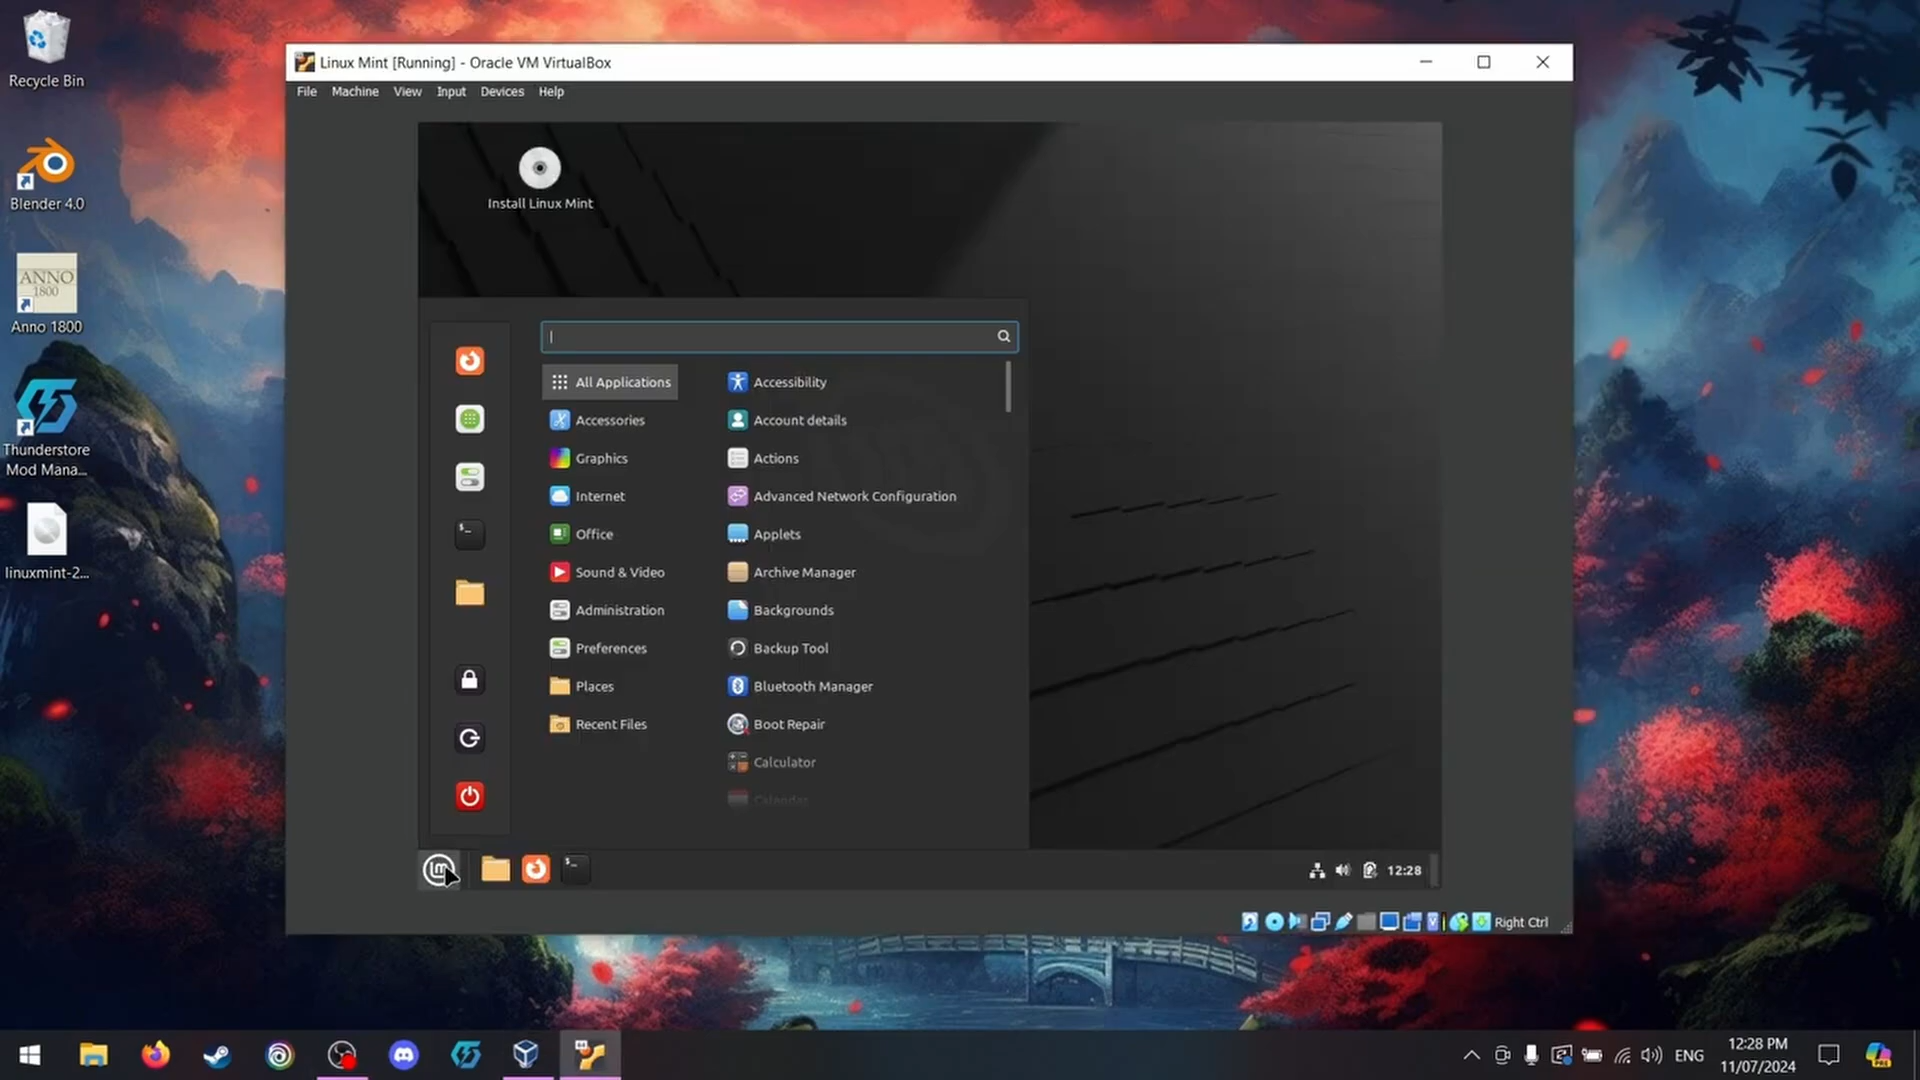 Recycle Bin
Blender 4.0
ANNO
1800
Anno 1800
Thunderstore
Mod Mana...
linuxmint-2...
Linux Mint [Running] - Oracle VM VirtualBox
File Machine View Input Devices Help
Install Linux Mint
All Applications
Accessories
Graphics
Internet
Office
Sound & Video
Administration
Preferences
Places
Recent Files
Accessibility
Account details
Actions
Advanced Network Configuration
Applets
Archive Manager
Backgrounds
Backup Tool
Bluetooth Manager
Boot Repair
Calculator
Calendar
12:28
Right Ctrl
ENG
12:28 PM
11/07/2024